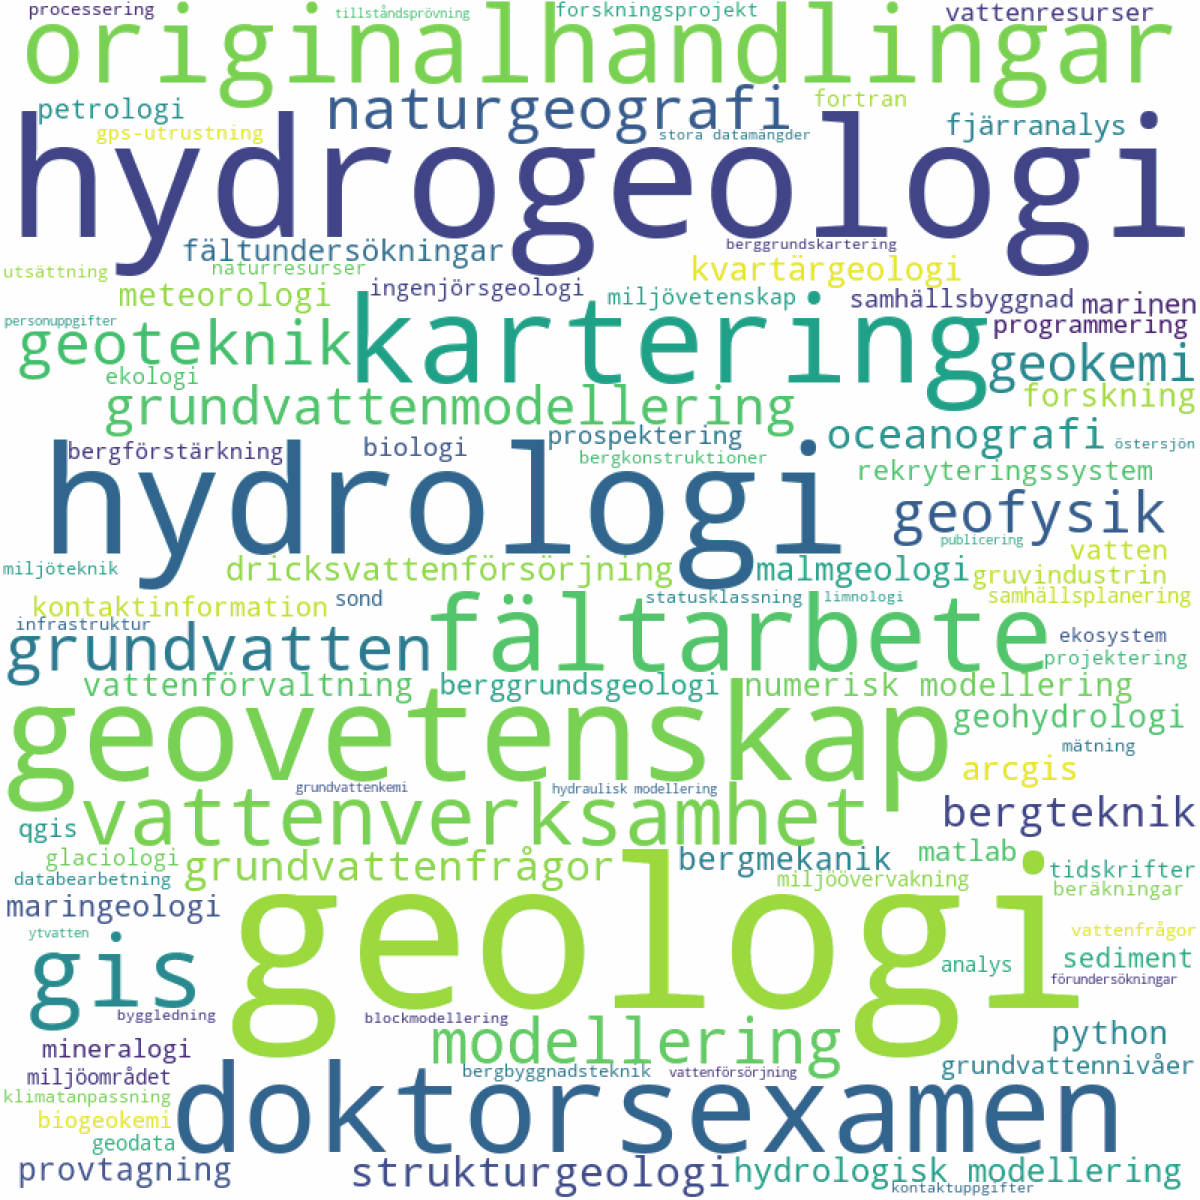 processering
tillståndsprövning
forskningsprojekt
vattenresurser
originalhandlingar
petrologi
naturgeografi
fortran
gps-utrustning
stora datamängder
fjärranalys
hydrogeologi
fältundersökningar
berggrundskartering
utsättning
naturresurser
kvartärgeologi
meteorologi
ingenjörsgeologi
miljövetenskap
samhällsbyggnad
marinen
personuppgifter
programmering
geoteknik
kartering
geokemi
ekologi
forskning
grundvattenmodellering
bergförstärkning
biologi
prospektering
oceanografi
östersjön
bergkonstruktioner
rekryteringssystem
hydrologi
geofysik
publicering
vatten
miljöteknik
dricksvattenförsörjning
malmgeologi
gruvindustrin
kontaktinformation
sond
statusklassning
limnologi
samhällsplanering
infrastruktur
grundvatten
fältarbete
ekosystem
projektering
vattenförvaltning
berggrundsgeologi
numerisk modellering
geovetenskap
geohydrologi
mätning
arcgis
grundvattenkemi
hydraulisk modellering
vattenverksamhet
bergteknik
qgis
glaciologi
grundvattenfrågor
bergmekanik
matlab
tidskrifter
databearbetning
miljöövervakning
beräkningar
maringeologi
geologi
ytvatten
vattenfrågor
gis
analys
sediment
förundersökningar
byggledning
blockmodellering
modellering
python
mineralogi
grundvattennivåer
miljöområdet
bergbyggnadsteknik
vattenförsörjning
klimatanpassning
doktorsexamen
biogeokemi
geodata
provtagning
strukturgeologi
hydrologisk modellering
kontaktuppgifter